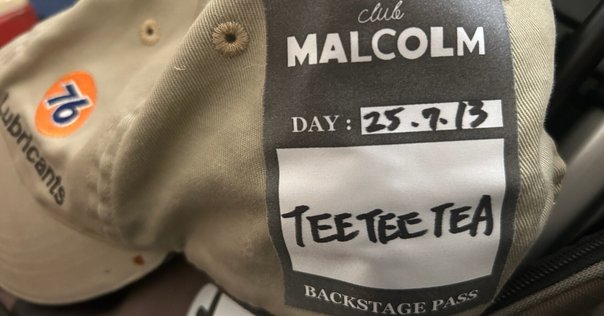 76
Lubricants
club
MALCOLM
DAY : 25.7.13
TEETEETEA
BACKSTAGE PASS